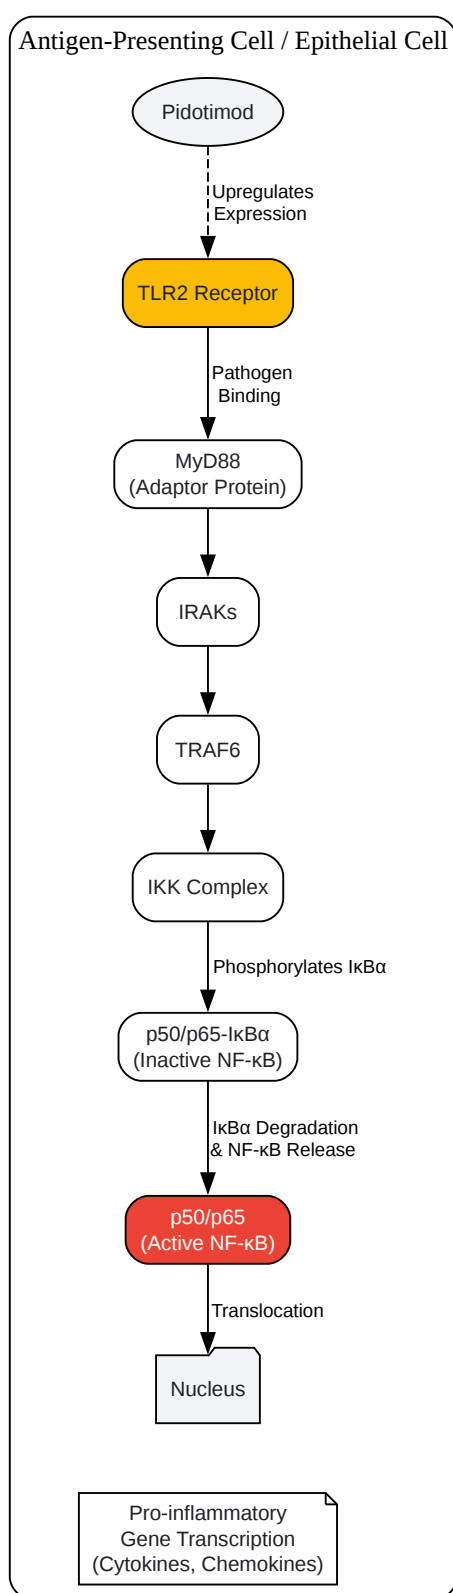 Antigen-Presenting Cell / Epithelial Cell
Pidotimod
Upregulates
Expression
TLR2 Receptor
Pathogen
Binding
MyD88
(Adaptor Protein)
IRAKs
TRAF6
IKK Complex
Phosphorylates IκBα
p50/p65-IκBα
(Inactive NF-κB)
IκBα Degradation
& NF-κB Release
p50/p65
(Active NF-κB)
Translocation
Nucleus
Pro-inflammatory
Gene Transcription
(Cytokines, Chemokines)